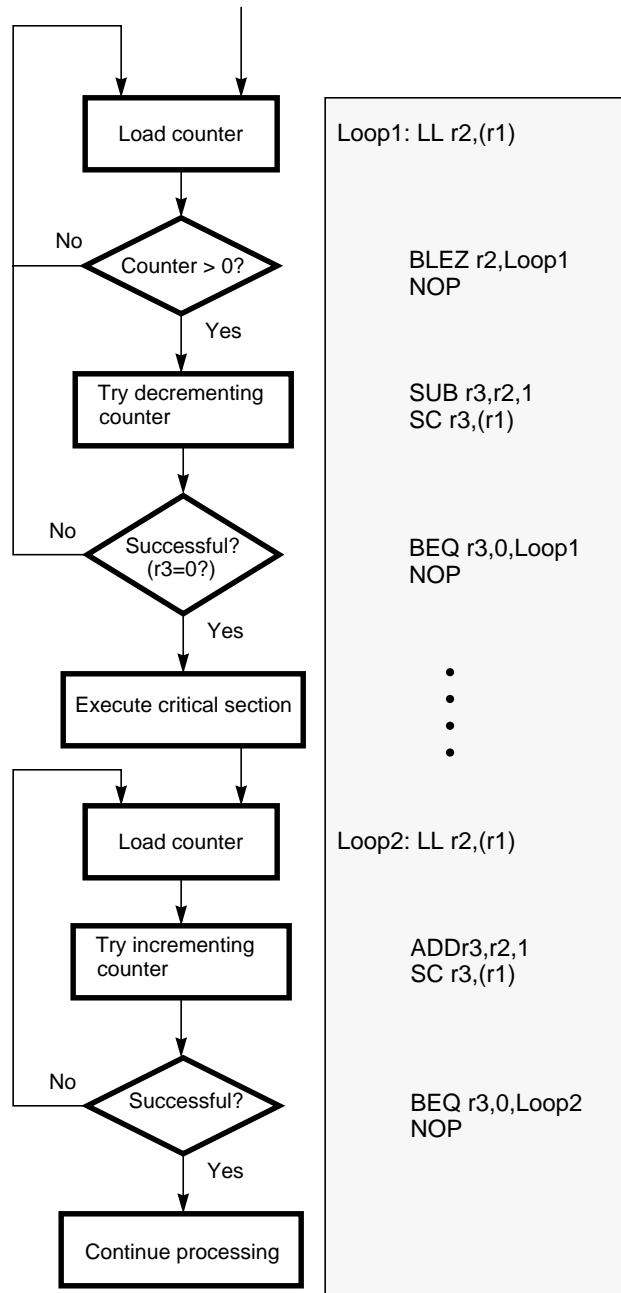 Load counter
Loop1: LL r2,(r1)
No
Counter > 0?
BLEZ r2,Loop1
NOP
Yes
Try decrementing
counter
SUB r3,r2,1
SC r3,(r1)
No
Successful?
(r3=0?)
BEQ r3,0,Loop1
NOP
Yes
Execute critical section
Load counter
Loop2: LL r2,(r1)
Try incrementing
counter
ADDr3,r2,1
SC r3,(r1)
No
Successful?
BEQ r3,0,Loop2
NOP
Yes
Continue processing